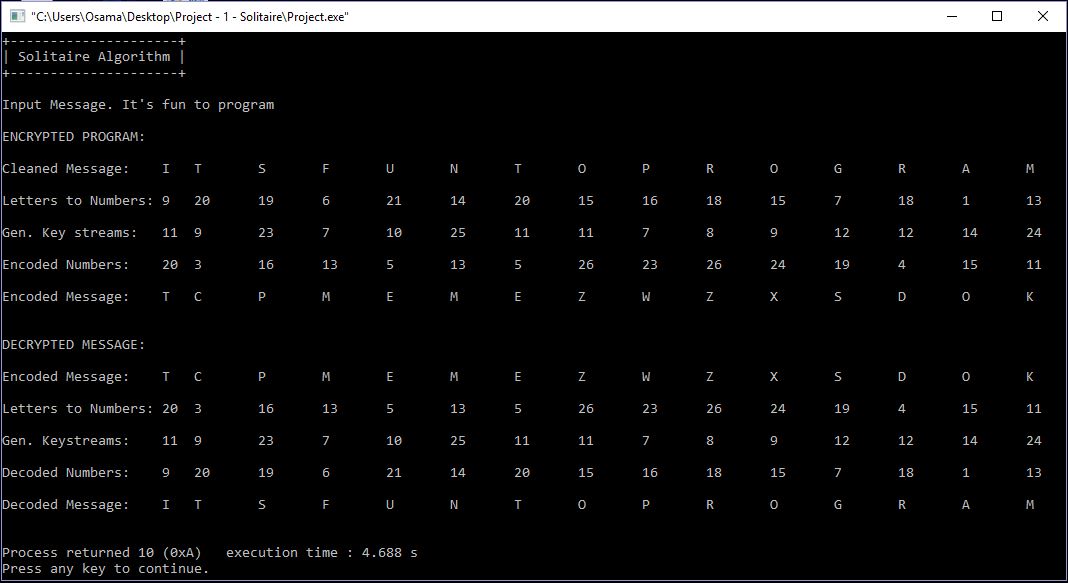 "C:\Users\Osama\Desktop\Project - 1 - Solitaire\Project.exe"
+---------------------+
| Solitaire Algorithm |
+---------------------+
Input Message. It's fun to program
ENCRYPTED PROGRAM:
Cleaned Message: I T S F U N T O P R O G R A M
Letters to Numbers: 9 20 19 6 21 14 20 15 16 18 15 7 18 1 13
Gen. Key streams: 11 9 23 7 10 25 11 11 7 8 9 12 12 14 24
Encoded Numbers: 20 3 16 13 5 13 5 26 23 26 24 19 4 15 11
Encoded Message: T C P M E M E Z W Z X S D O K
DECRYPTED MESSAGE:
Encoded Message: T C P M E M E Z W Z X S D O K
Letters to Numbers: 20 3 16 13 5 13 5 26 23 26 24 19 4 15 11
Gen. Keystreams: 11 9 23 7 10 25 11 11 7 8 9 12 12 14 24
Decoded Numbers: 9 20 19 6 21 14 20 15 16 18 15 7 18 1 13
Decoded Message: I T S F U N T O P R O G R A M
Process returned 10 (0xA) execution time : 4.688 s
Press any key to continue.